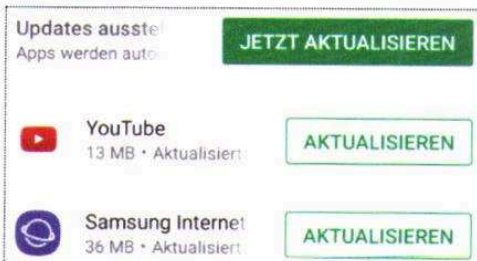 Updates ausste
Apps werden auto
JETZT AKTUALISIEREN
YouTube
13 MB • Aktualisiert
AKTUALISIEREN
Samsung Internet
36 MB • Aktualisiert
AKTUALISIEREN